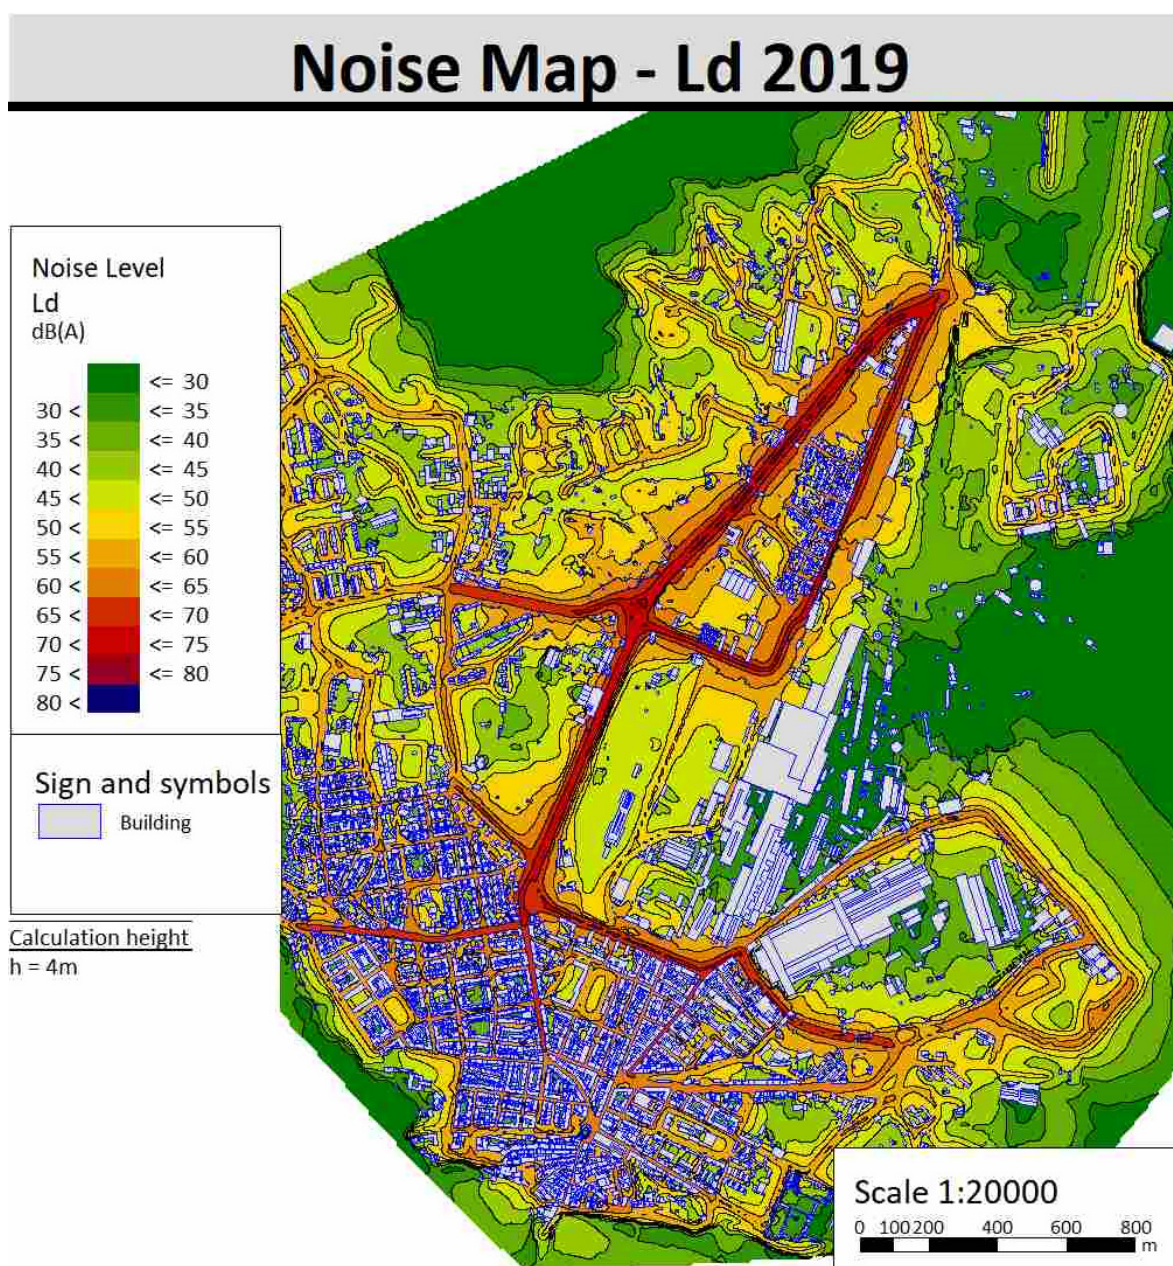 Noise Map - Ld 2019
Noise Level
Ld
dB(A)
<= 30
30 < <= 35
35 < <= 40
40 < <= 45
45 < <= 50
50 < <= 55
55 < <= 60
60 < <= 65
65 < <= 70
70 < <= 75
75 < <= 80
80 <
Sign and symbols
Building
Calculation height
h = 4m
Scale 1:20000
0 100 200 400 600 800
m